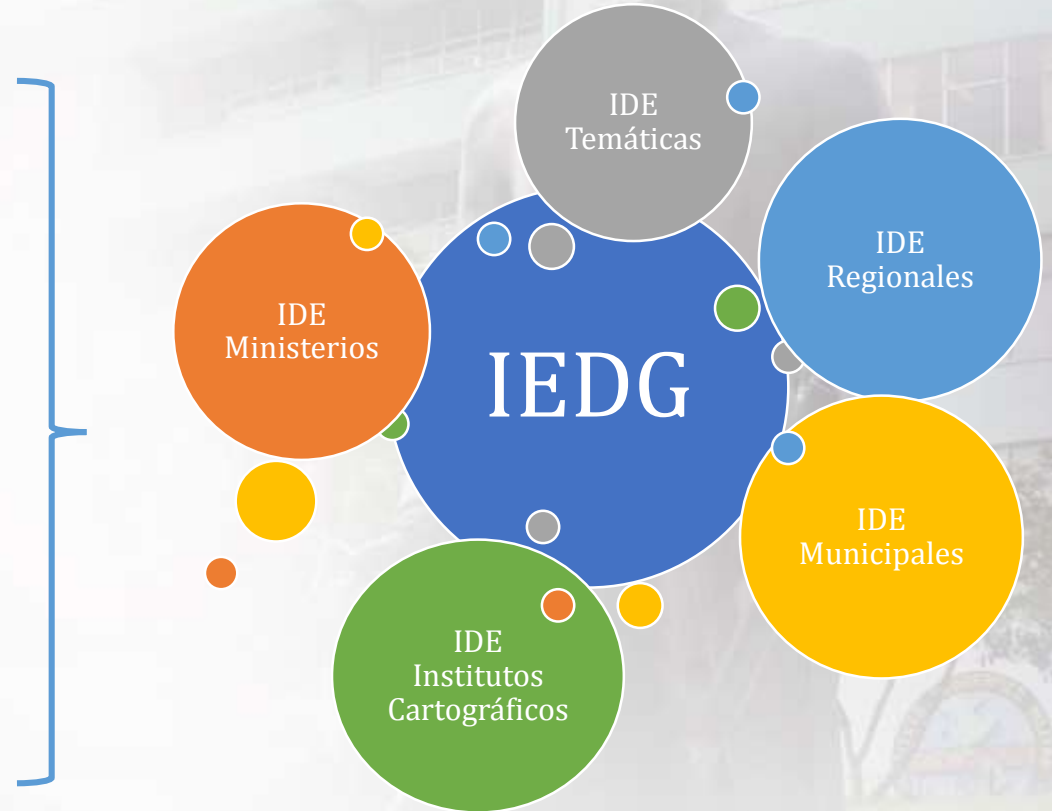 IDE
Temáticas
IDE
Regionales
IDE
Ministerios
IEDG
IDE
Municipales
IDE
Institutos
Cartográficos